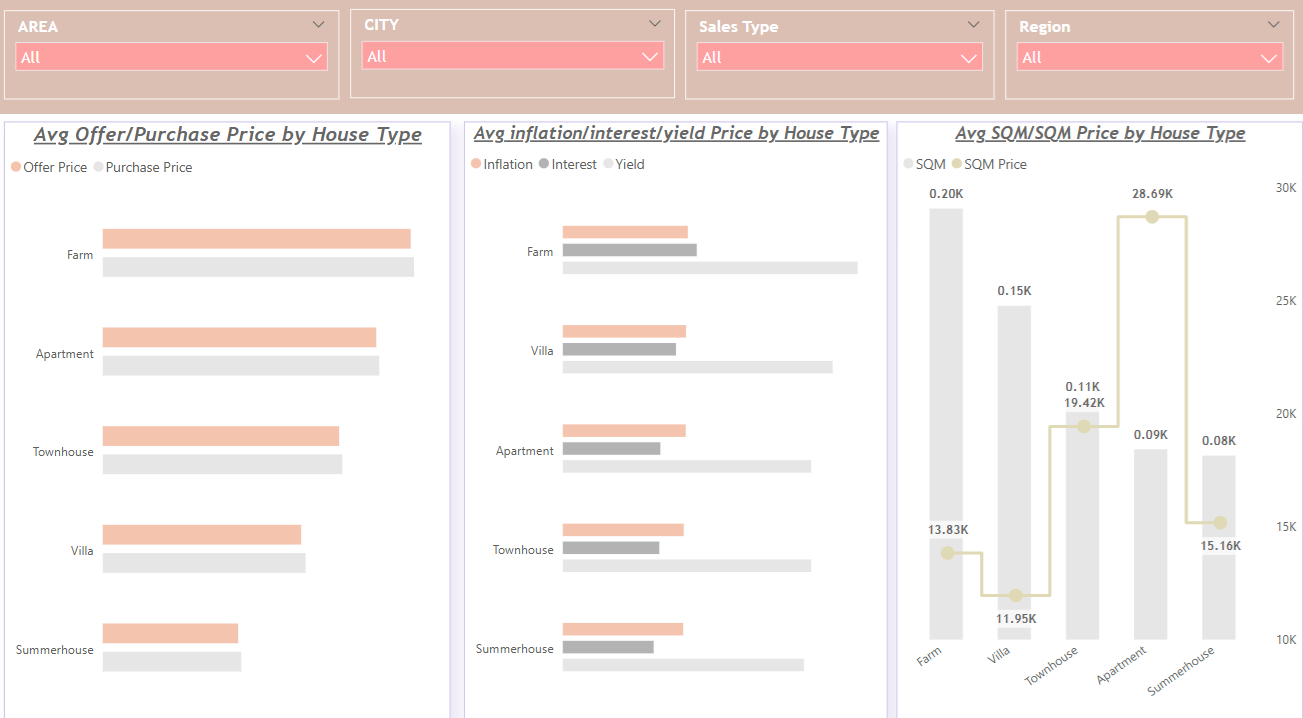 AREA
All
CITY
All
Sales Type
All
Region
All
Avg Offer/Purchase Price by House Type
Offer Price Purchase Price
Farm
Apartment
Townhouse
Villa
Summerhouse
Avg inflation/interest/yield Price by House Type
Inflation Interest Yield
Farm
Villa
Apartment
Townhouse
Summerhouse
Avg SQM/SQM Price by House Type
SQM SQM Price
0.20K
28.69K
30K
0.15K
25K
0.11K
19.42K
20K
0.09K
0.08K
13.83K
15K
15.16K
11.95K
10K
Farm
Villa
Townhouse
Apartment
Summerhouse